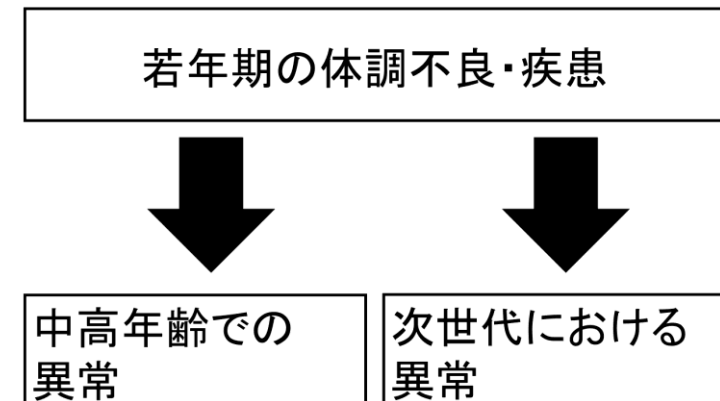 若年期の体調不良・疾患
中高年齢での
異常
次世代における
異常